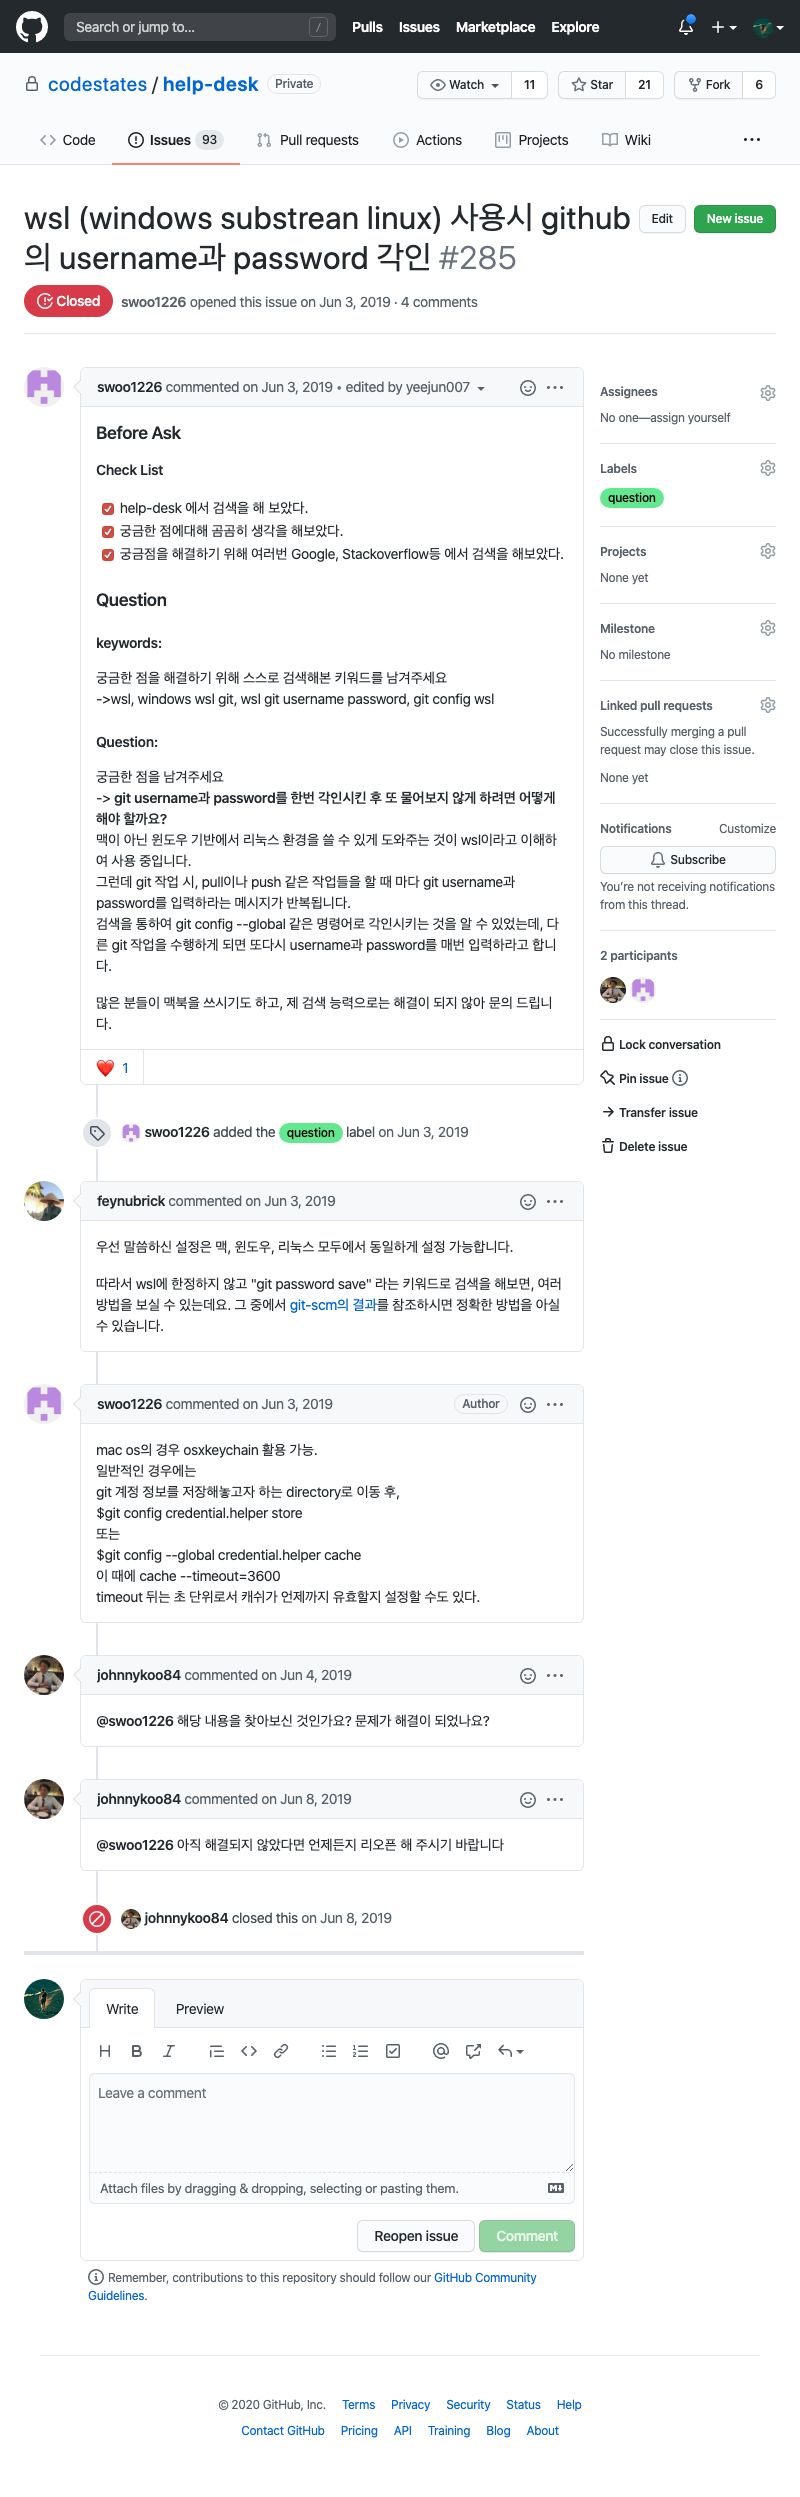 Search or jump to... /
Pulls Issues Marketplace Explore
codestates / help-desk Private
Watch 11 Star 21 Fork 6
Code Issues 93 Pull requests Actions Projects Wiki
wsl (windows substrean linux) 사용시 github
의 username과 password 각인 #285
Edit New issue
Closed swoo1226 opened this issue on Jun 3, 2019 · 4 comments
swoo1226 commented on Jun 3, 2019 • edited by yeejun007
Before Ask
Check List
help-desk 에서 검색을 해 보았다.
궁금한 점에대해 곰곰히 생각을 해보았다.
궁금점을 해결하기 위해 여러번 Google, Stackoverflow등 에서 검색을 해보았다.
Question
keywords:
궁금한 점을 해결하기 위해 스스로 검색해본 키워드를 남겨주세요
->wsl, windows wsl git, wsl git username password, git config wsl
Question:
궁금한 점을 남겨주세요
-> git username과 password를 한번 각인시킨 후 또 물어보지 않게 하려면 어떻게
해야 할까요?
맥이 아닌 윈도우 기반에서 리눅스 환경을 쓸 수 있게 도와주는 것이 wsl이라고 이해하
여 사용 중입니다.
그런데 git 작업 시, pull이나 push 같은 작업들을 할 때 마다 git username과
password를 입력하라는 메시지가 반복됩니다.
검색을 통하여 git config --global 같은 명령어로 각인시키는 것을 알 수 있었는데, 다
른 git 작업을 수행하게 되면 또다시 username과 password를 매번 입력하라고 합니
다.
많은 분들이 맥북을 쓰시기도 하고, 제 검색 능력으로는 해결이 되지 않아 문의 드립니
다.
❤️ 1
swoo1226 added the question label on Jun 3, 2019
feynubrick commented on Jun 3, 2019
우선 말씀하신 설정은 맥, 윈도우, 리눅스 모두에서 동일하게 설정 가능합니다.
따라서 wsl에 한정하지 않고 "git password save" 라는 키워드로 검색을 해보면, 여러
방법을 보실 수 있는데요. 그 중에서 git-scm의 결과를 참조하시면 정확한 방법을 아실
수 있습니다.
swoo1226 commented on Jun 3, 2019 Author
mac os의 경우 osxkeychain 활용 가능.
일반적인 경우에는
git 계정 정보를 저장해놓고자 하는 directory로 이동 후,
$git config credential.helper store
또는
$git config --global credential.helper cache
이 때에 cache --timeout=3600
timeout 뒤는 초 단위로서 캐쉬가 언제까지 유효할지 설정할 수도 있다.
johnnykoo84 commented on Jun 4, 2019
@swoo1226 해당 내용을 찾아보신 것인가요? 문제가 해결이 되었나요?
johnnykoo84 commented on Jun 8, 2019
@swoo1226 아직 해결되지 않았다면 언제든지 리오픈 해 주시기 바랍니다
johnnykoo84 closed this on Jun 8, 2019
Write Preview
Leave a comment
Attach files by dragging & dropping, selecting or pasting them.
Reopen issue Comment
Remember, contributions to this repository should follow our GitHub Community
Guidelines.
Assignees
No one—assign yourself
Labels
question
Projects
None yet
Milestone
No milestone
Linked pull requests
Successfully merging a pull
request may close this issue.
None yet
Notifications Customize
Subscribe
You're not receiving notifications
from this thread.
2 participants
Lock conversation
Pin issue
Transfer issue
Delete issue
© 2020 GitHub, Inc. Terms Privacy Security Status Help
Contact GitHub Pricing API Training Blog About